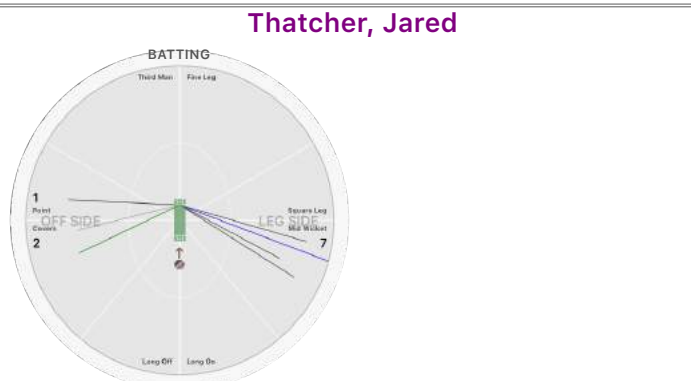 Thatcher, Jared
BATTING
Third Man Fine Leg
1
Point
OFF SIDE
Covers
2
Square Leg
LEG SIDE
Mid Wicket
7
Long Off Long On